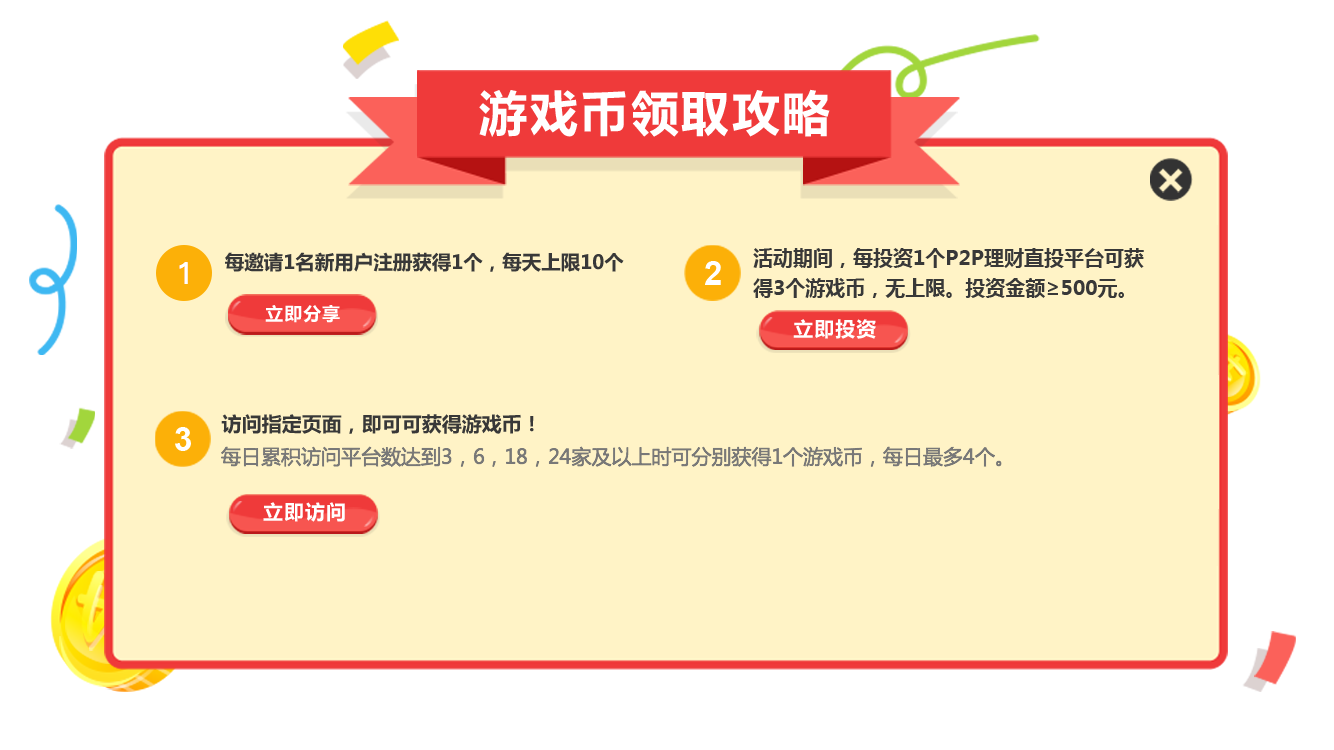 游戏币领取攻略
1
每邀请1名新用户注册获得1个，每天上限10个
立即分享
2
活动期间，每投资1个P2P理财直投平台可获
得3个游戏币，无上限。投资金额≥500元。
立即投资
3
访问指定页面，即可可获得游戏币！
每日累积访问平台数达到3，6，18，24家及以上时可分别获得1个游戏币，每日最多4个。
立即访问